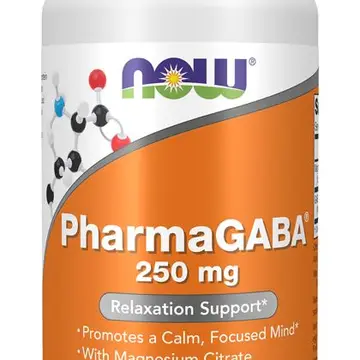 NOW
PharmaGABA®
250 mg
Relaxation Support*
•Promotes a Calm, Focused Mind*
•With Magnesium Citrate